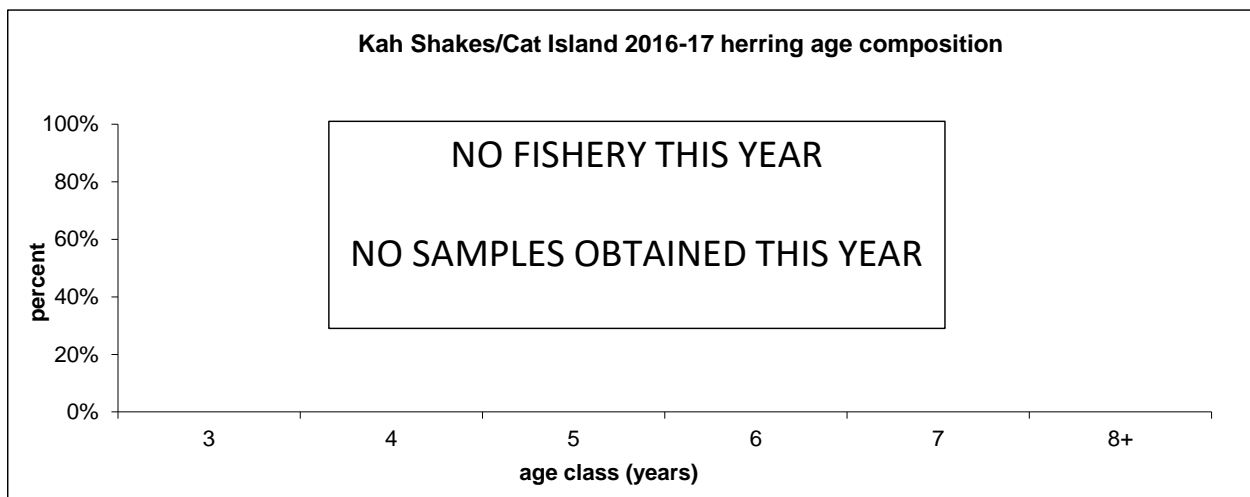 Kah Shakes/Cat Island 2016-17 herring age composition
100%
80%
60%
40%
20%
0%
percent
NO FISHERY THIS YEAR
NO SAMPLES OBTAINED THIS YEAR
3 4 5 6 7 8+
age class (years)